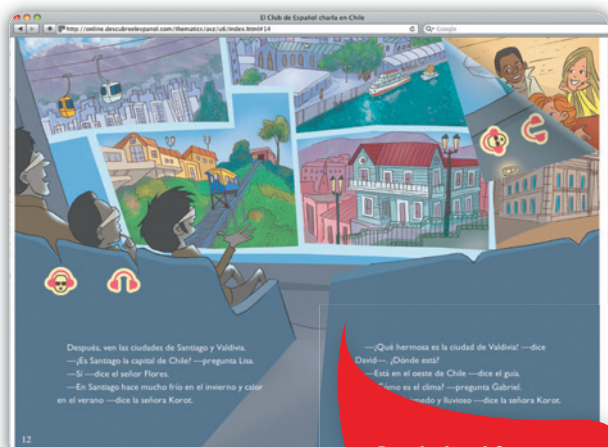 El Club de Español charla en Chile
http://online.descubreelespanol.com/thematics/auz/u6/index.html#14
Google
Después, ven las ciudades de Santiago y Valdivia.
—¿Es Santiago la capital de Chile? —pregunta Lisa.
—Sí —dice el señor Flores.
—En Santiago hace mucho frío en el invierno y calor
en el verano —dice la señora Korot.
12
—¡Qué hermosa es la ciudad de Valdivia! —dice
David—. ¿Dónde está?
—Está en el oeste de Chile —dice el guía.
¿Cómo es el clima? —pregunta Gabriel.
y lluvioso —dice la señora Korot.